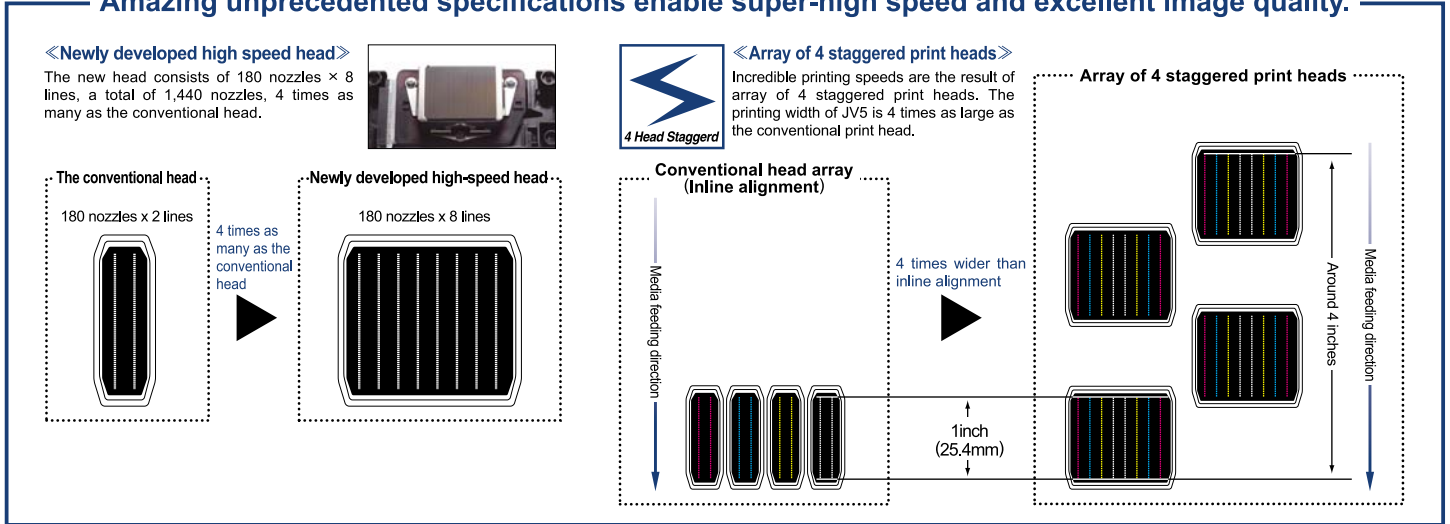 Amazing unprecedented specifications enable super-high speed and excellent image quality.
≪Newly developed high speed head≫
The new head consists of 180 nozzles × 8
lines, a total of 1,440 nozzles, 4 times as
many as the conventional head.
The conventional head
180 nozzles x 2 lines
4 times as
many as the
conventional
head
Newly developed high-speed head
180 nozzles x 8 lines
4 Head Staggerd
≪Array of 4 staggered print heads≫
Incredible printing speeds are the result of
array of 4 staggered print heads. The
printing width of JV5 is 4 times as large as
the conventional print head.
Conventional head array
(Inline alignment)
Media feeding direction
1inch
(25.4mm)
4 times wider than
inline alignment
Array of 4 staggered print heads
Around 4 inches
Media feeding direction